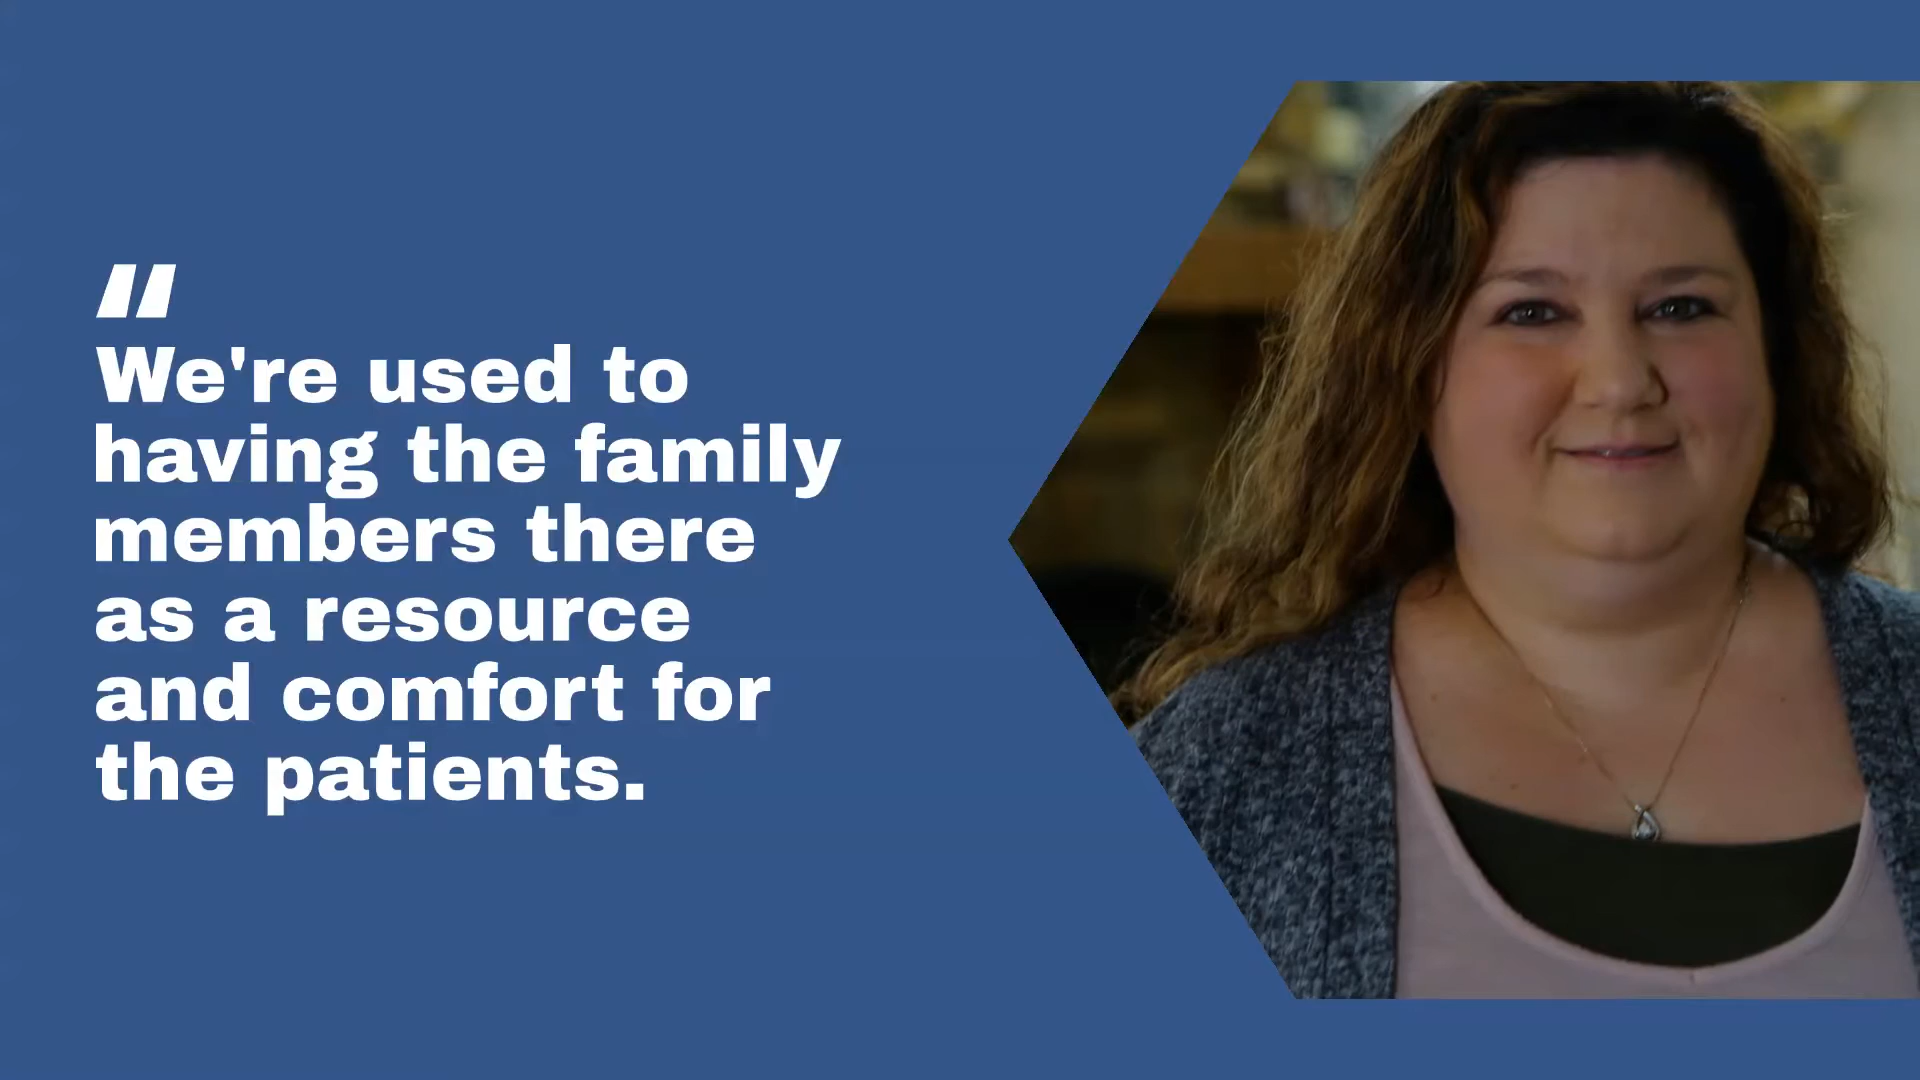 "
We're used to
having the family
members there
as a resource
and comfort for
the patients.